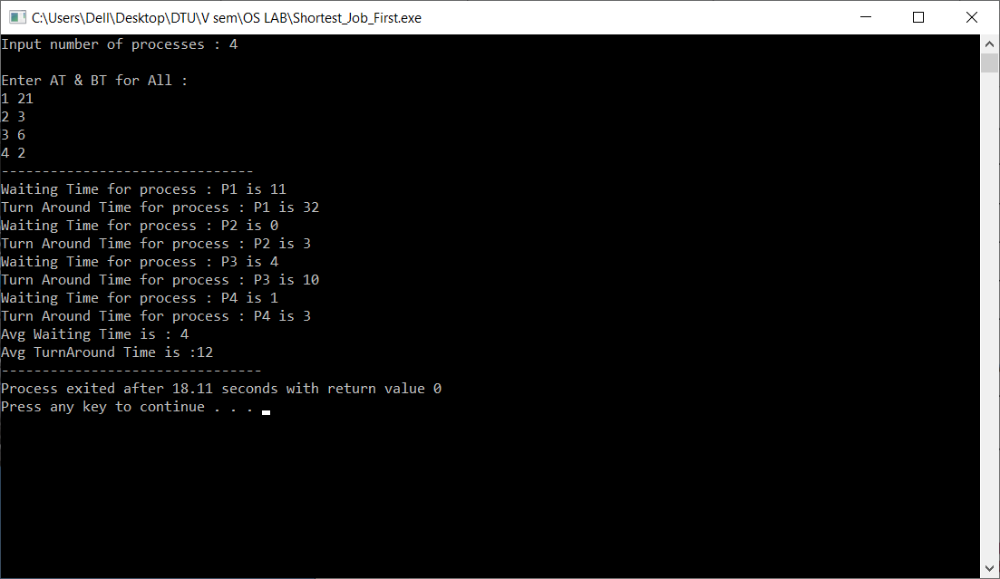 C:\Users\Dell\Desktop\DTU\V sem\OS LAB\Shortest_Job_First.exe
Input number of processes : 4
Enter AT & BT for All :
1 21
2 3
3 6
4 2
-------------------------------
Waiting Time for process : P1 is 11
Turn Around Time for process : P1 is 32
Waiting Time for process : P2 is 0
Turn Around Time for process : P2 is 3
Waiting Time for process : P3 is 4
Turn Around Time for process : P3 is 10
Waiting Time for process : P4 is 1
Turn Around Time for process : P4 is 3
Avg Waiting Time is : 4
Avg TurnAround Time is :12
--------------------------------
Process exited after 18.11 seconds with return value 0
Press any key to continue . . .